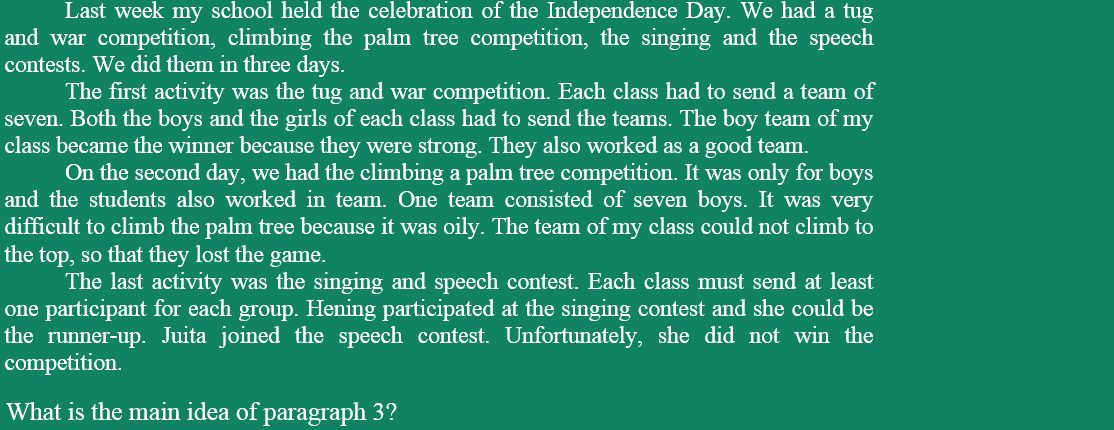 Last week my school held the celebration of the Independence Day. We had a tug
and war competition, climbing the palm tree competition, the singing and the speech
contests. We did them in three days.
The first activity was the tug and war competition. Each class had to send a team of
seven. Both the boys and the girls of each class had to send the teams. The boy team of my
class became the winner because they were strong. They also worked as a good team.
On the second day, we had the climbing a palm tree competition. It was only for boys
and the students also worked in team. One team consisted of seven boys. It was very
difficult to climb the palm tree because it was oily. The team of my class could not climb to
the top, so that they lost the game.
The last activity was the singing and speech contest. Each class must send at least
one participant for each group. Hening participated at the singing contest and she could be
the runner-up. Juita joined the speech contest. Unfortunately, she did not win the
competition.
What is the main idea of paragraph 3?